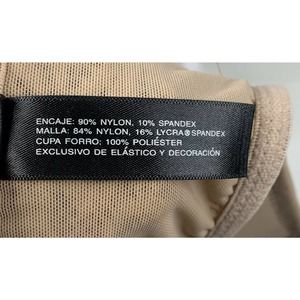 ENCAJE: 90% NYLON, 10% SPANDEX
MALLA: 84% NYLON, 16% LYCRA®SPANDEX
CUPA FORRO: 100% POLIÉSTER
EXCLUSIVO DE ELÁSTICO Y DECORACIÓN